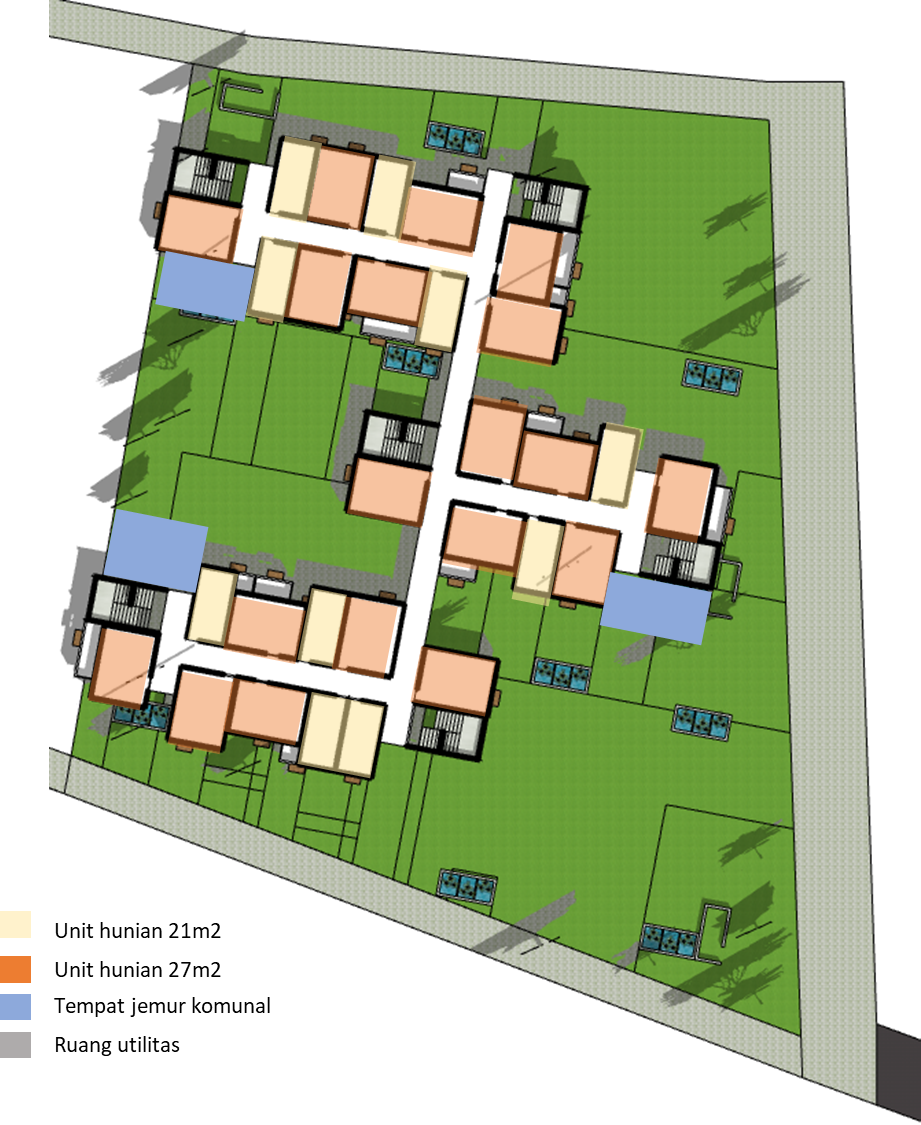 Unit hunian 21m2
Unit hunian 27m2
Tempat jemur komunal
Ruang utilitas